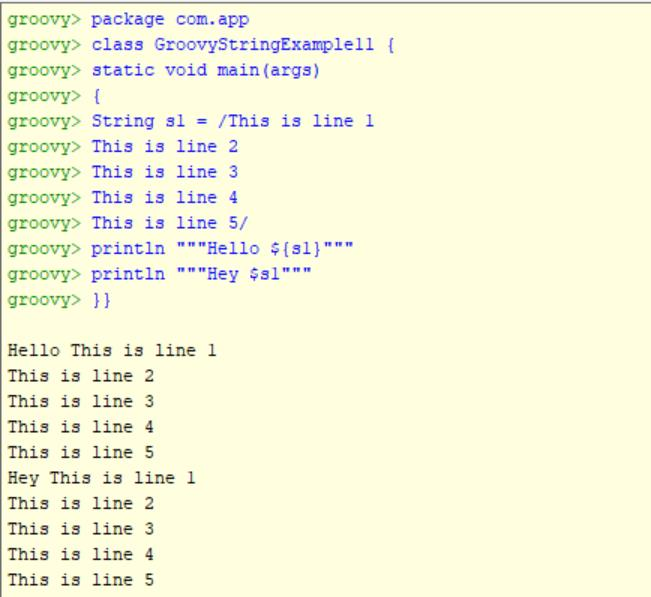 groovy> package com.app
groovy> class GroovyStringExample11 {
groovy> static void main(args)
groovy> {
groovy> String s1 = /This is line 1
groovy> This is line 2
groovy> This is line 3
groovy> This is line 4
groovy> This is line 5/
groovy> println """Hello ${s1}"""
groovy> println """Hey $s1"""
groovy> }}
Hello This is line 1
This is line 2
This is line 3
This is line 4
This is line 5
Hey This is line 1
This is line 2
This is line 3
This is line 4
This is line 5